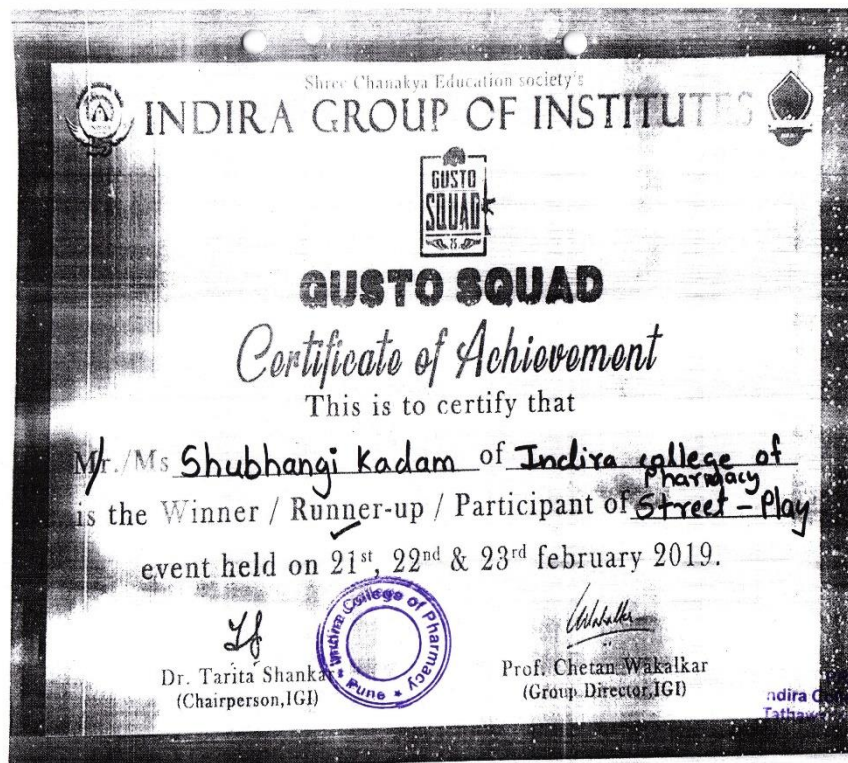 Shree Chanakya Education society's
INDIRA GROUP OF INSTITUTES
GUSTO
SQUAD
25
GUSTO SQUAD
Certificate of Achievement
This is to certify that
Mr./Ms Shubhangi Kadam of Indira college of
Pharmacy
is the Winner / Runner-up / Participant of Street - Play
event held on 21st, 22nd & 23rd february 2019.
Indira College of Pharmacy
Pune
Dr. Tarita Shankar
(Chairperson,IGI)
Prof. Chetan Wakalkar
(Group Director,IGI)
ndira
Tathaw